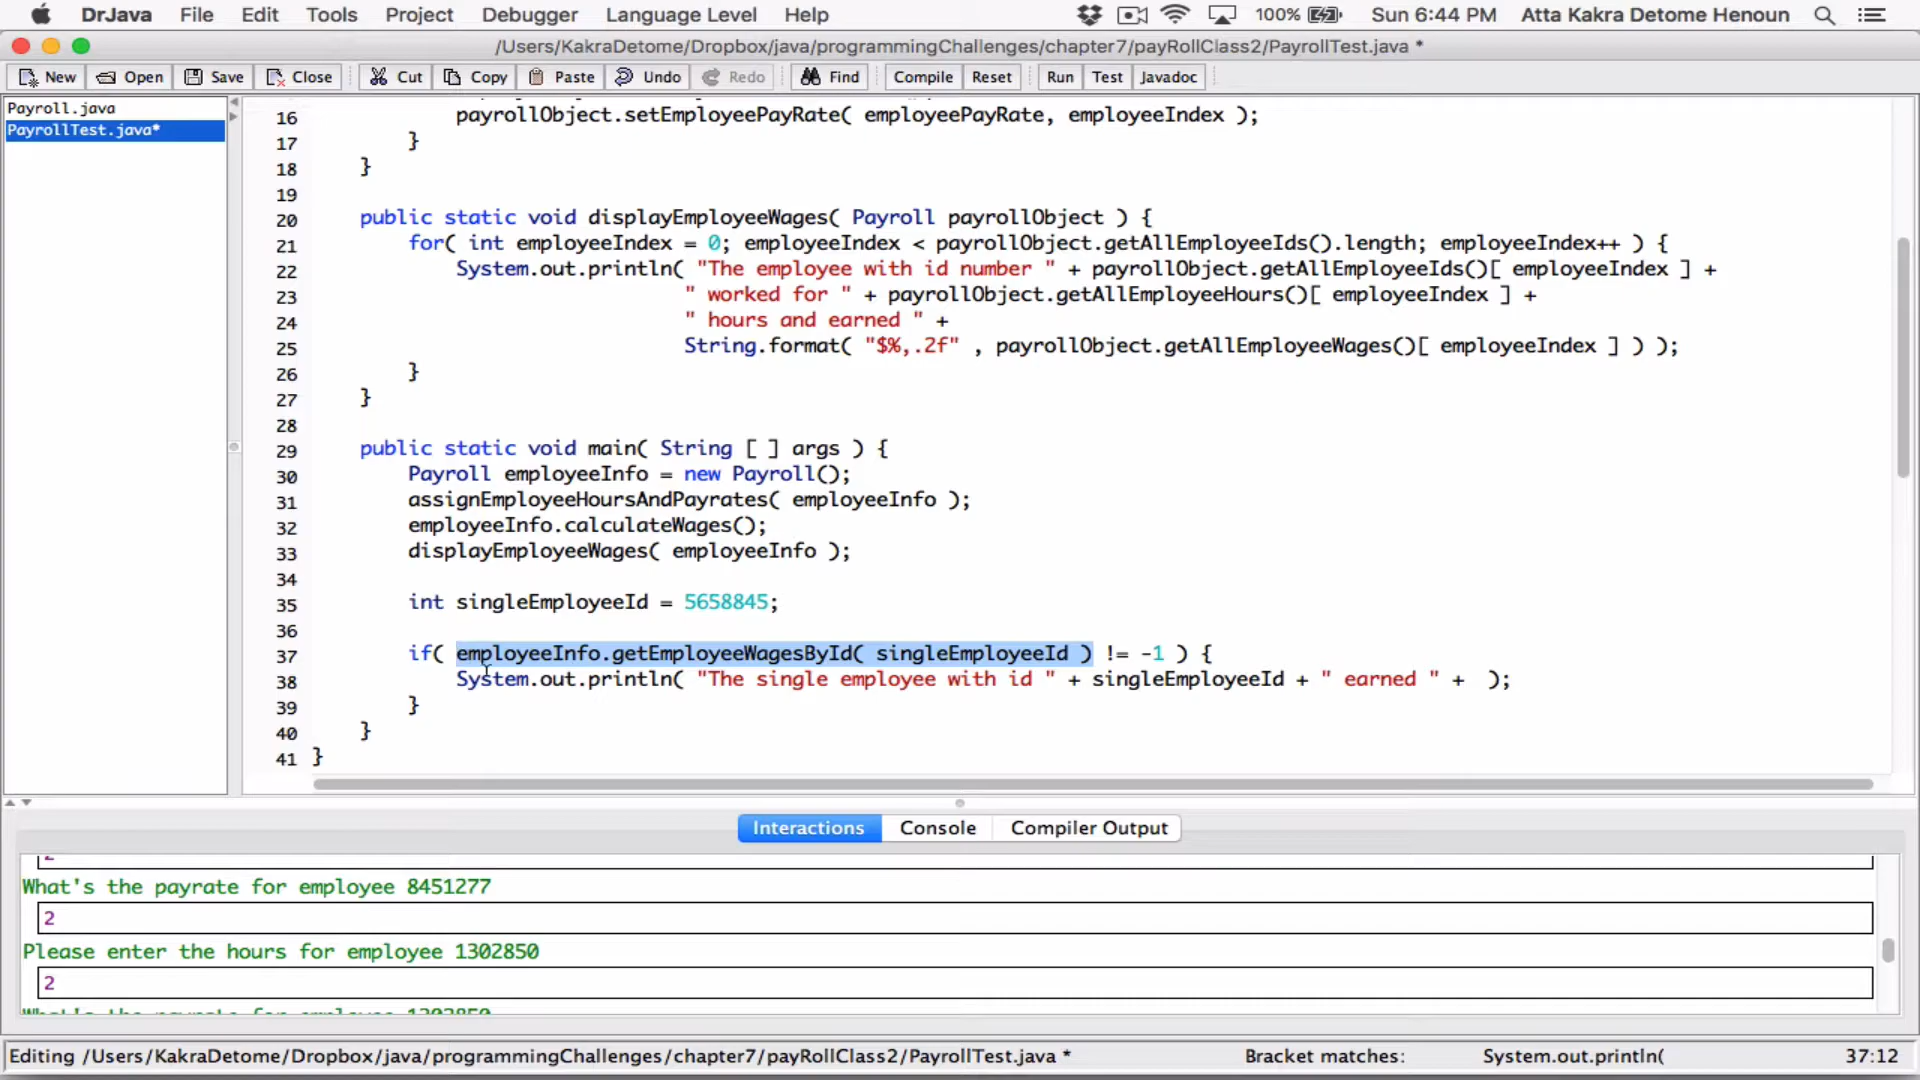 DrJava File Edit Tools Project Debugger Language Level Help 100% Sun 6:44 PM Atta Kakra Detome Henoun
/Users/KakraDetome/Dropbox/java/programmingChallenges/chapter7/payRollClass2/PayrollTest.java *
New Open Save Close Cut Copy Paste Undo Redo Find Compile Reset Run Test Javadoc
Payroll.java
PayrollTest.java*
16 payrollObject.setEmployeePayRate( employeePayRate, employeeIndex );
17 }
18 }
19
20 public static void displayEmployeeWages( Payroll payrollObject ) {
21 for( int employeeIndex = 0; employeeIndex < payrollObject.getAllEmployeeIds().length; employeeIndex++ ) {
22 System.out.println( "The employee with id number " + payrollObject.getAllEmployeeIds()[ employeeIndex ] +
23 " worked for " + payrollObject.getAllEmployeeHours()[ employeeIndex ] +
24 " hours and earned " +
25 String.format( "$%,.2f" , payrollObject.getAllEmployeeWages()[ employeeIndex ] ) );
26 }
27 }
28
29 public static void main( String [ ] args ) {
30 Payroll employeeInfo = new Payroll();
31 assignEmployeeHoursAndPayrates( employeeInfo );
32 employeeInfo.calculateWages();
33 displayEmployeeWages( employeeInfo );
34
35 int singleEmployeeId = 5658845;
36
37 if( employeeInfo.getEmployeeWagesById( singleEmployeeId ) != -1 ) {
38 System.out.println( "The single employee with id " + singleEmployeeId + " earned " +  );
39 }
40 }
41 }
Interactions Console Compiler Output
What's the payrate for employee 8451277
2
Please enter the hours for employee 1302850
2
What's the payrate for employee 1302850
Editing /Users/KakraDetome/Dropbox/java/programmingChallenges/chapter7/payRollClass2/PayrollTest.java * Bracket matches: System.out.println( 37:12